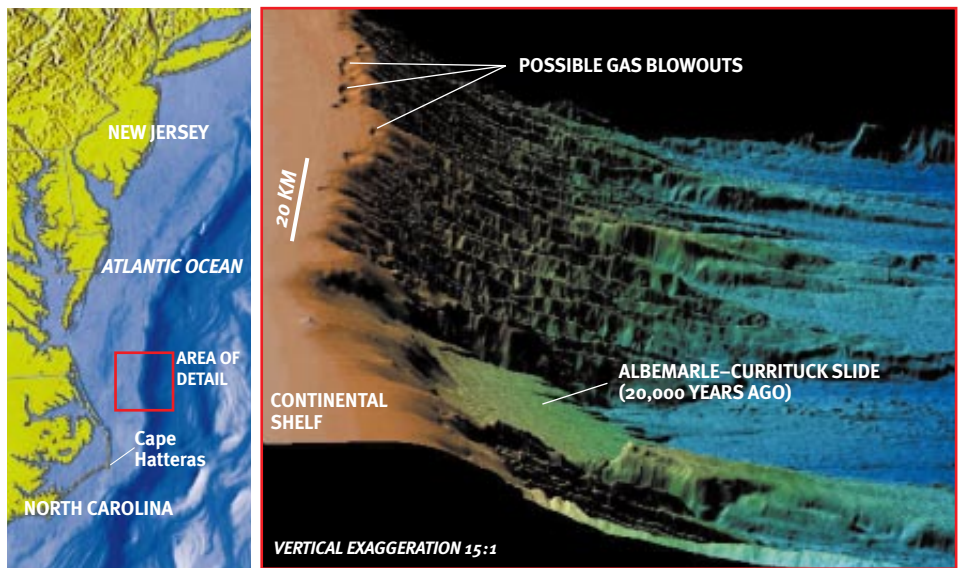 NEW JERSEY
ATLANTIC OCEAN
AREA OF
DETAIL
Cape
Hatteras
NORTH CAROLINA
POSSIBLE GAS BLOWOUTS
20 KM
ALBEMARLE–CURRITUCK SLIDE
(20,000 YEARS AGO)
CONTINENTAL
SHELF
VERTICAL EXAGGERATION 15:1